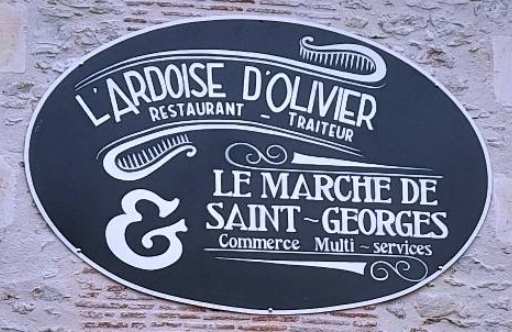 L'ARDOISE D'OLIVIER
RESTAURANT - TRAITEUR
&
LE MARCHE DE
SAINT ~ GEORGES
Commerce Multi ~ services